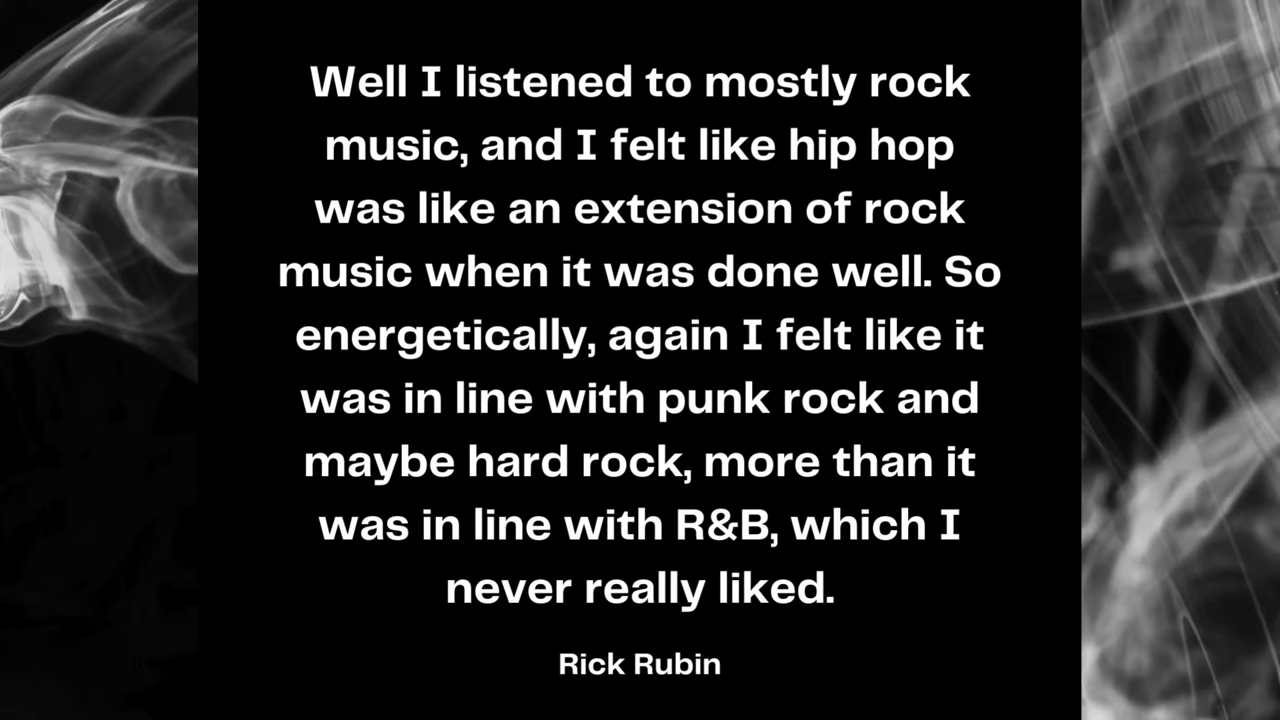 Well I listened to mostly rock
music, and I felt like hip hop
was like an extension of rock
music when it was done well. So
energetically, again I felt like it
was in line with punk rock and
maybe hard rock, more than it
was in line with R&B, which I
never really liked.
Rick Rubin